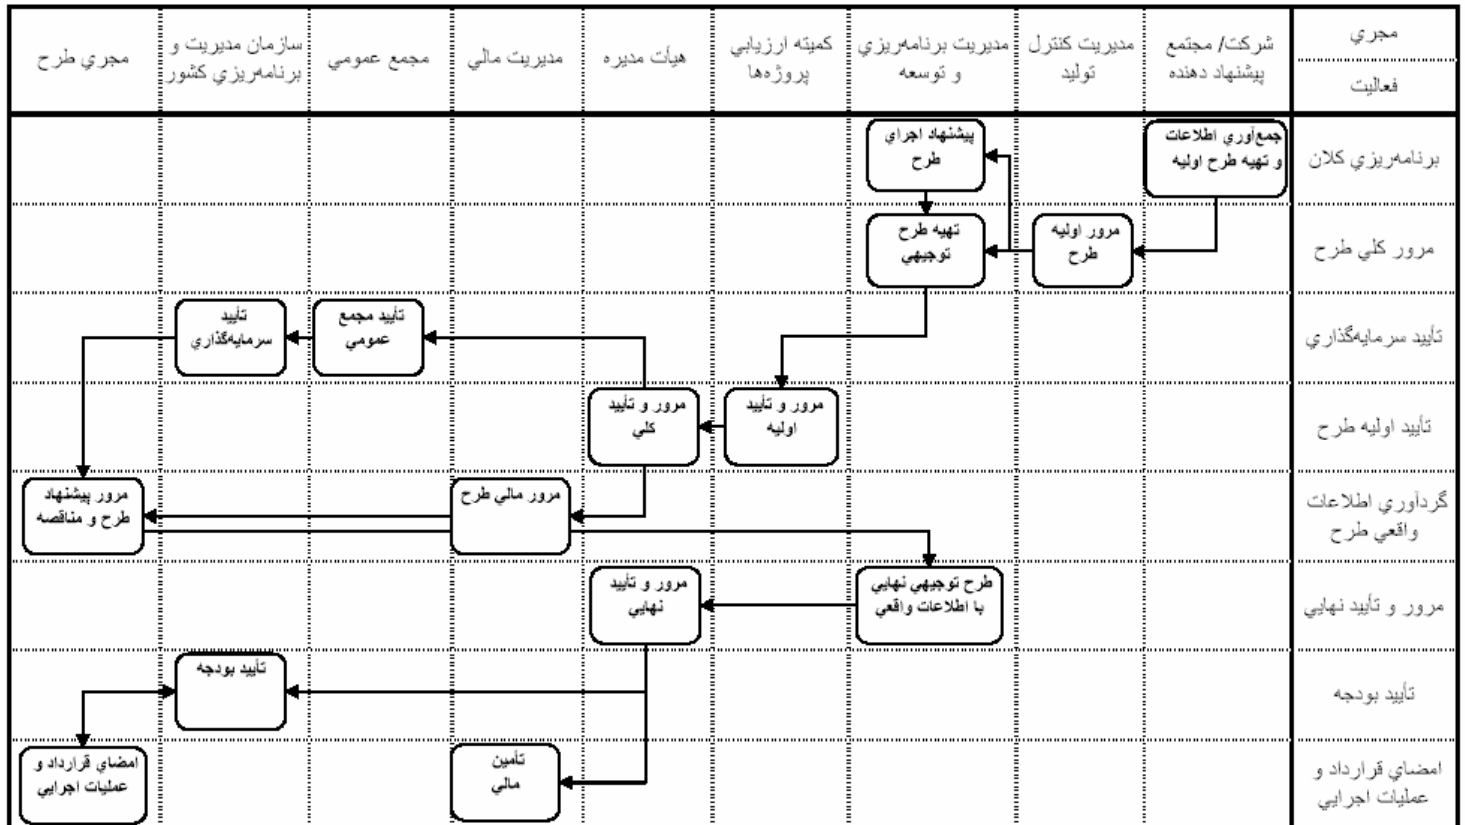 مجري
فعاليت
شركت/ مجتمع
پيشنهاد دهنده
مديريت كنترل
توليد
مديريت برنامه‌ريزي
و توسعه
كميته ارزيابي
پروژه‌ها
هيأت مديره
مديريت مالي
مجمع عمومي
سازمان مديريت و
برنامه‌ريزي كشور
مجري طرح
برنامه‌ريزي كلان
جمع‌آوري اطلاعات
و تهيه طرح اوليه
پيشنهاد اجراي
طرح
مرور كلي طرح
مرور اوليه
طرح
تهيه طرح
توجيهي
تأييد سرمايه‌گذاري
تأييد مجمع
عمومي
تأييد
سرمايه‌گذاري
تأييد اوليه طرح
مرور و تأييد
اوليه
مرور و تأييد
كلي
گردآوري اطلاعات
واقعي طرح
مرور مالي طرح
مرور پيشنهاد
طرح و مناقصه
مرور و تأييد نهايي
طرح توجيهي نهايي
با اطلاعات واقعي
مرور و تأييد
نهايي
تأييد بودجه
تأييد بودجه
امضاي قرارداد و
عمليات اجرايي
تأمين
مالي
امضاي قرارداد و
عمليات اجرايي